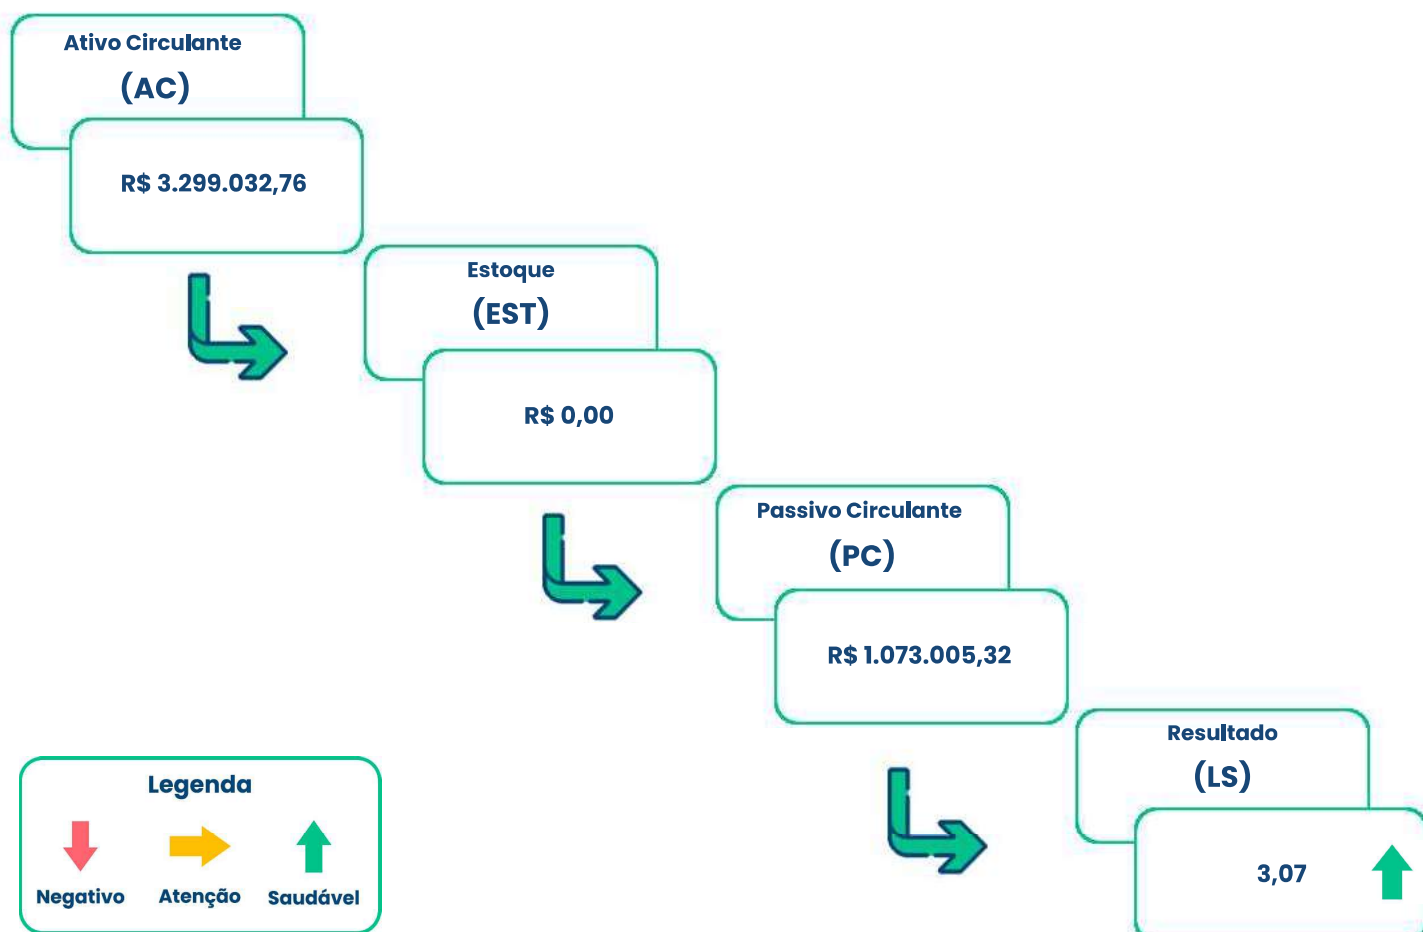 Ativo Circulante
(AC)
R$ 3.299.032,76
Estoque
(EST)
R$ 0,00
Passivo Circulante
(PC)
R$ 1.073.005,32
Resultado
(LS)
3,07
Legenda
Negativo
Atenção
Saudável